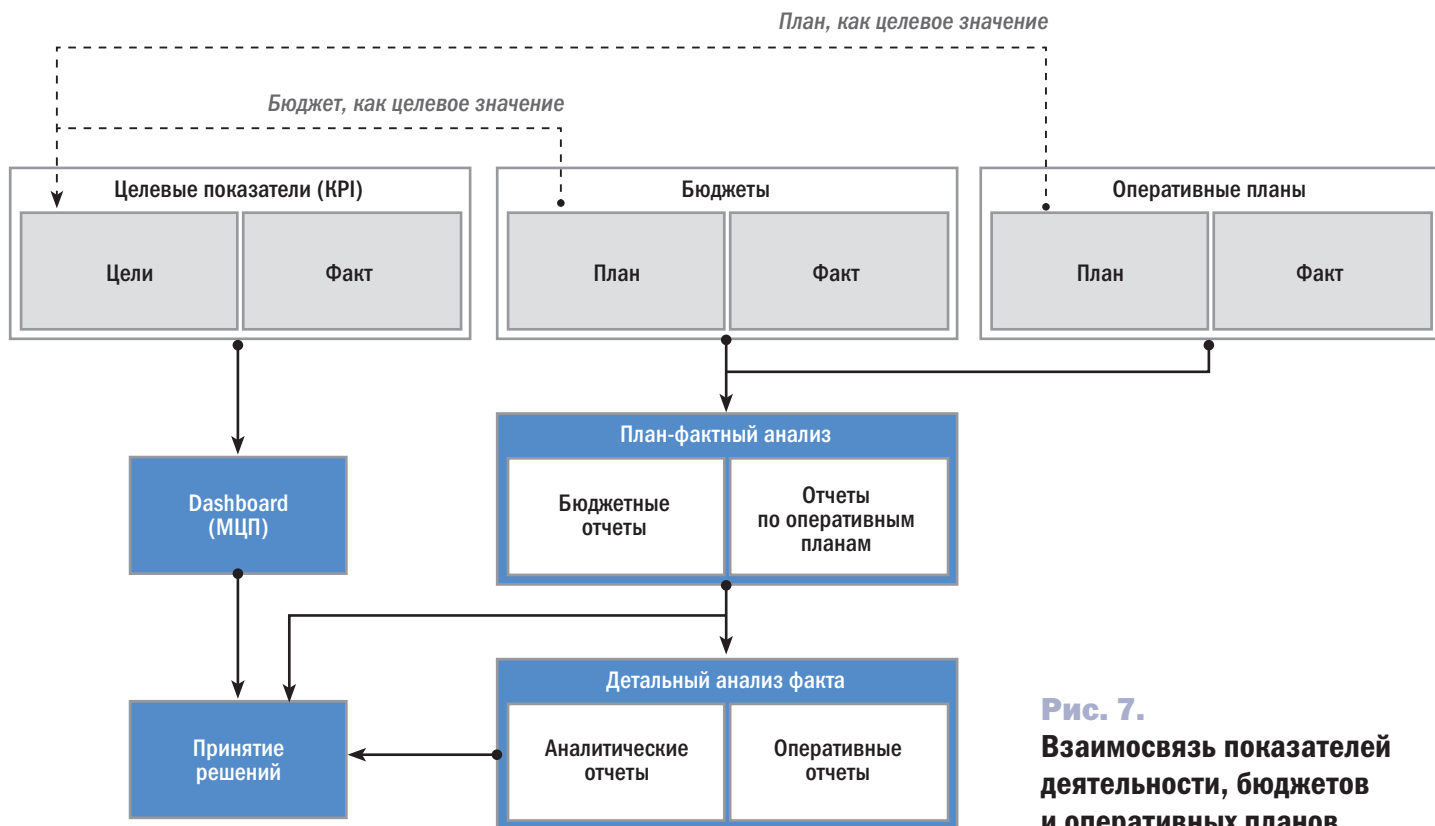 План, как целевое значение
Бюджет, как целевое значение
Целевые показатели (KPI)
Цели
Факт
Бюджеты
План
Факт
Оперативные планы
План
Факт
План-фактный анализ
Бюджетные
отчеты
Отчеты
по оперативным
планам
Dashboard
(МЦП)
Детальный анализ факта
Аналитические
отчеты
Оперативные
отчеты
Принятие
решений
Рис. 7.
Взаимосвязь показателей
деятельности, бюджетов
и оперативных планов